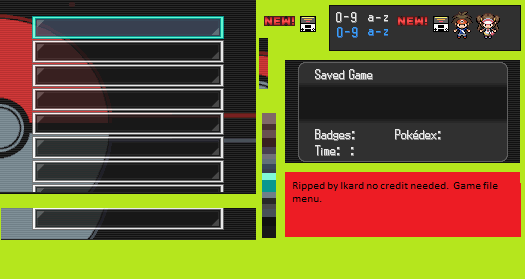 NEW!
0-9 a-z NEW!
0-9 a-z
Saved Game
Badges: Pokédex:
Time: :
Ripped by Ikard no credit needed. Game file
menu.